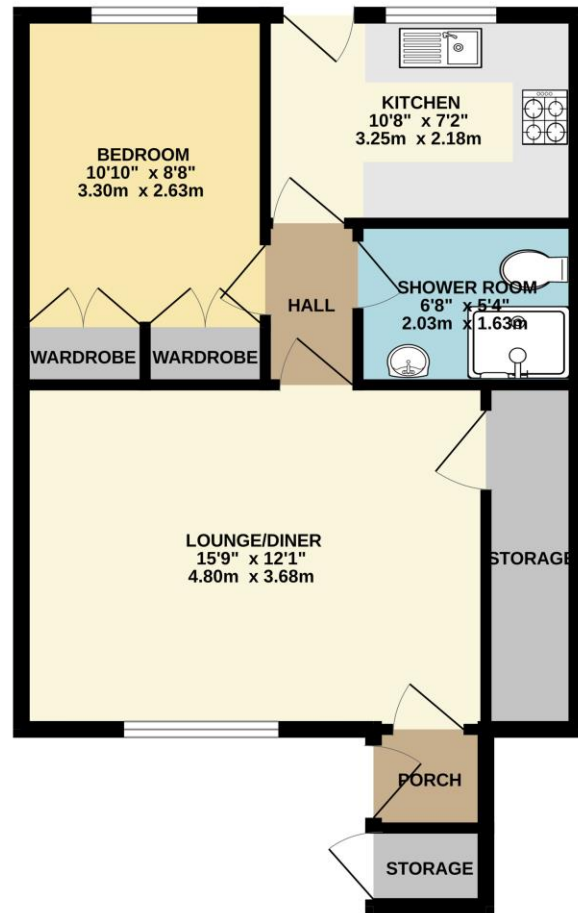 KITCHEN
10'8" x 7'2"
3.25m x 2.18m
BEDROOM
10'10" x 8'8"
3.30m x 2.63m
HALL
SHOWER ROOM
6'8" x 5'4"
2.03m x 1.63m
WARDROBE
WARDROBE
LOUNGE/DINER
15'9" x 12'1"
4.80m x 3.68m
STORAGE
PORCH
STORAGE